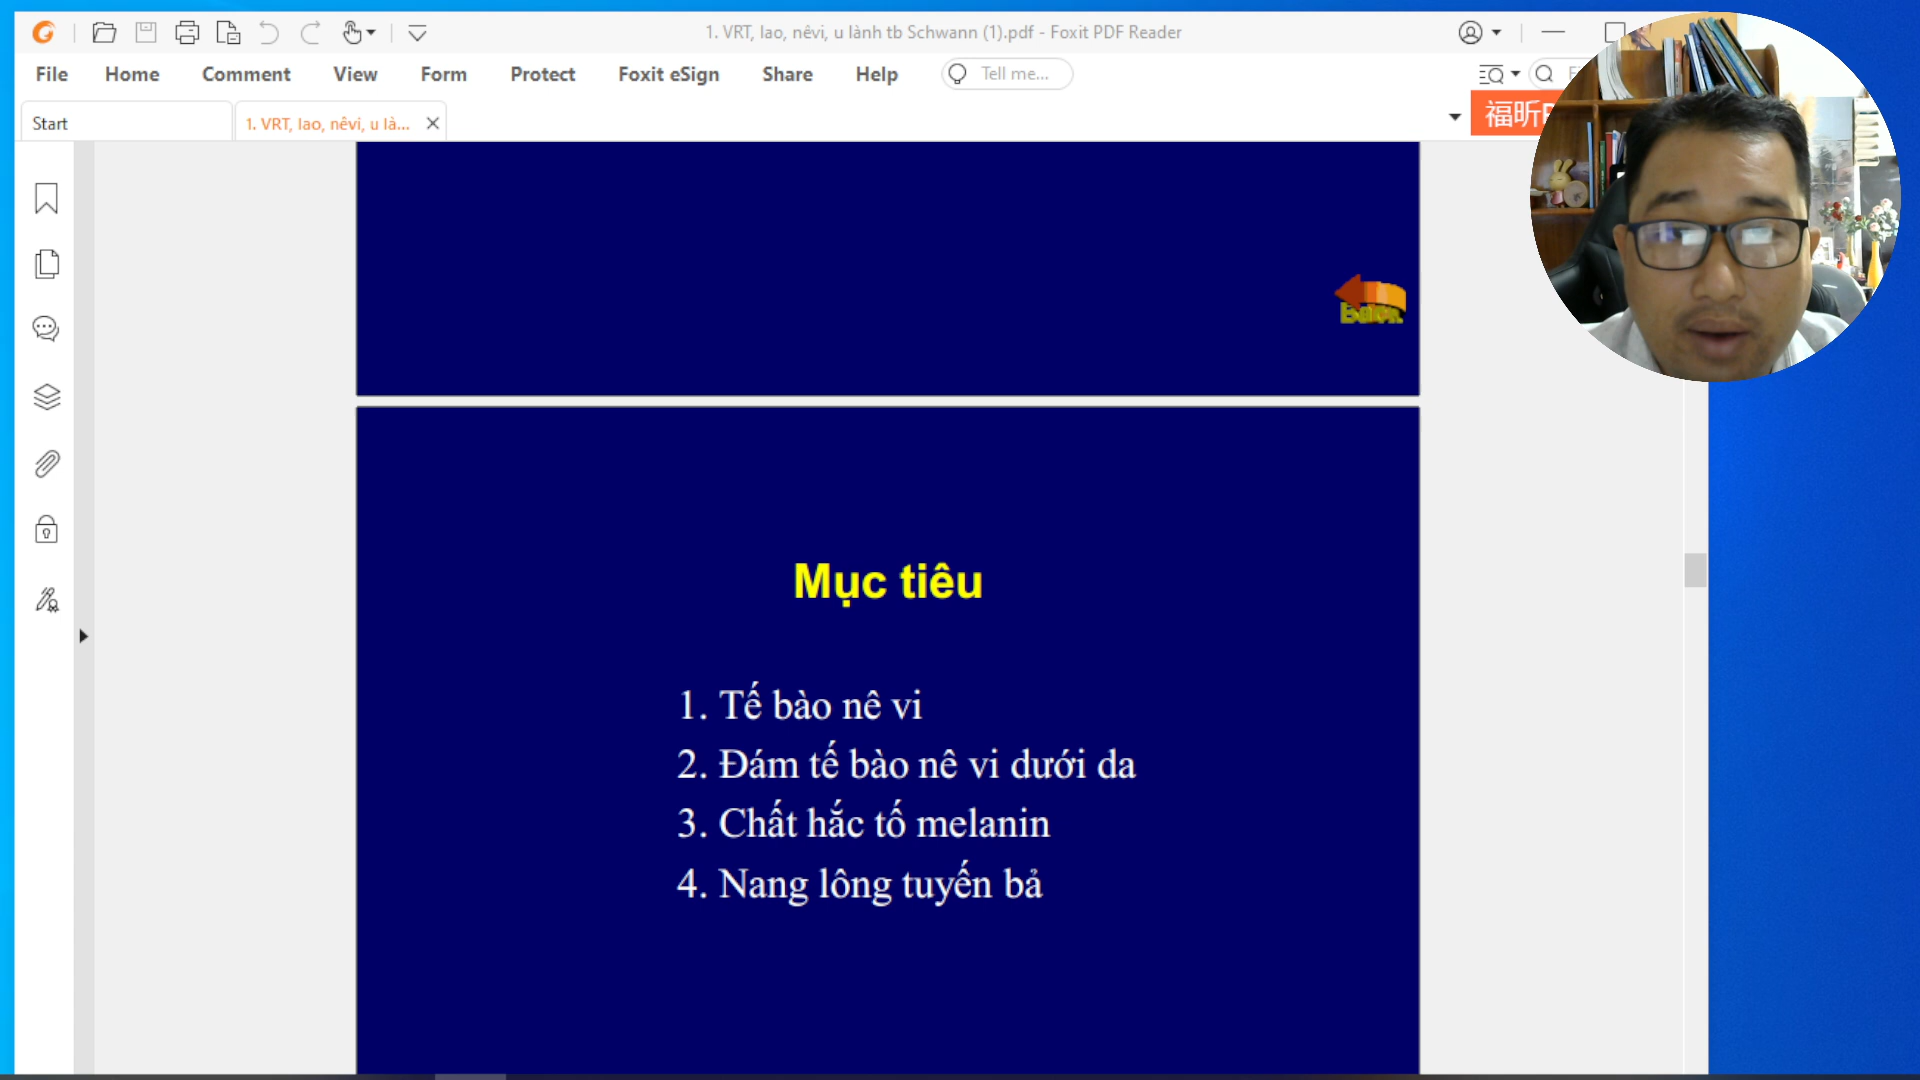 1. VRT, lao, nêvi, u lành tb Schwann (1).pdf - Foxit PDF Reader
File Home Comment View Form Protect Foxit eSign Share Help Tell me...
Start 1. VRT, lao, nêvi, u là...
福昕
Mục tiêu
1. Tế bào nê vi
2. Đám tế bào nê vi dưới da
3. Chất hắc tố melanin
4. Nang lông tuyến bả